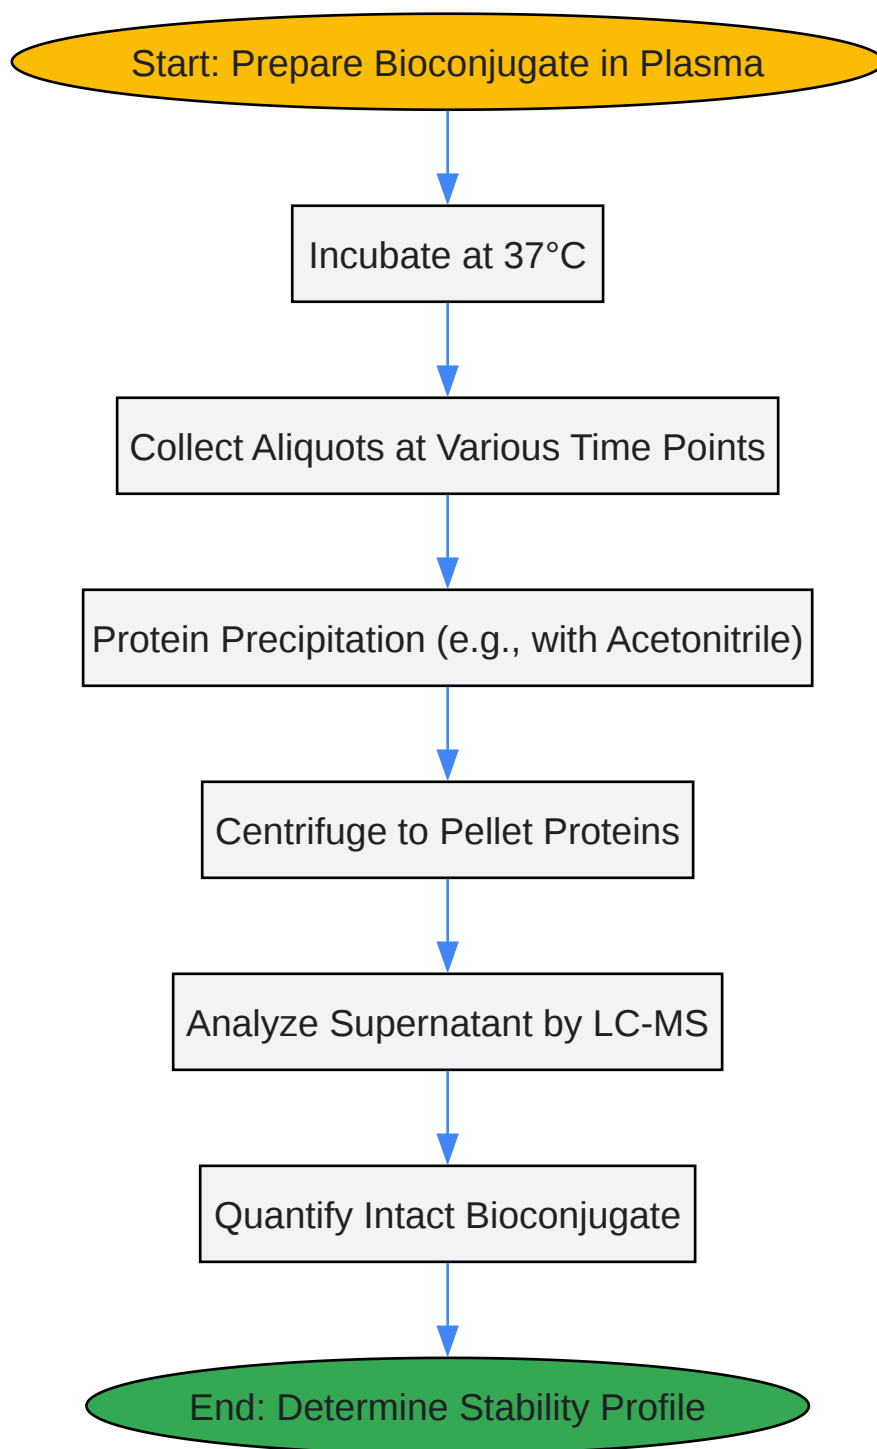 Start: Prepare Bioconjugate in Plasma
Incubate at 37°C
Collect Aliquots at Various Time Points
Protein Precipitation (e.g., with Acetonitrile)
Centrifuge to Pellet Proteins
Analyze Supernatant by LC-MS
Quantify Intact Bioconjugate
End: Determine Stability Profile